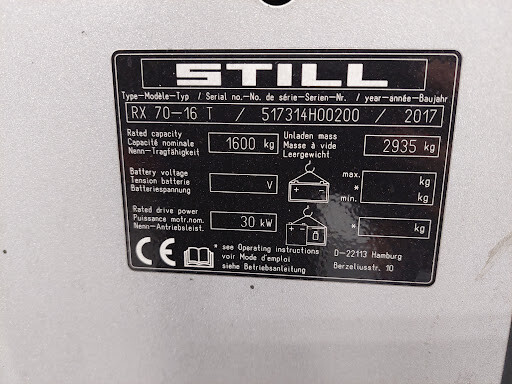 STILL
Type-Modèle-Typ / Serial no.-No. de série-Serien-Nr. / year-année-Baujahr
RX 70-16 T / 517314H00200 / 2017
Rated capacity
Capacité nominale
Nenn-Tragfähigkeit
1600 kg
Unladen mass
Masse à vide
Leergewicht
2935 kg
Battery voltage
Tension batterie
Batteriespannung
V
max.
*
min.
kg
kg
Rated drive power
Puissance motr.nom.
Nenn-Antriebsleist.
30 kW
* kg
CE
* see Operating instructions
voir Mode d'emploi
siehe Betriebsanleitung
D-22113 Hamburg
Berzeliusstr. 10